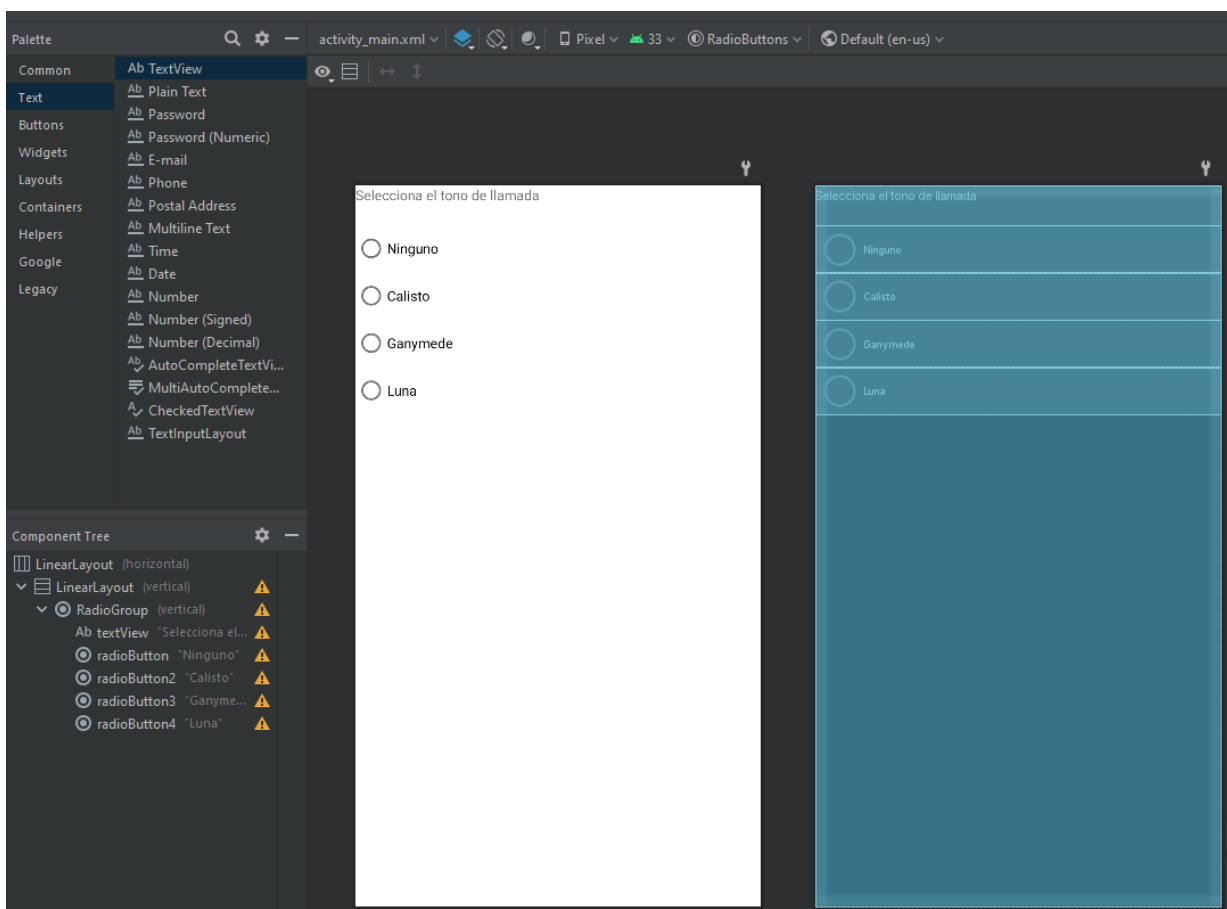 Palette
activity_main.xml
Pixel
33
RadioButtons
Default (en-us)
Common
Text
Buttons
Widgets
Layouts
Containers
Helpers
Google
Legacy
Ab TextView
Ab Plain Text
Ab Password
Ab Password (Numeric)
Ab E-mail
Ab Phone
Ab Postal Address
Ab Multiline Text
Ab Time
Ab Date
Ab Number
Ab Number (Signed)
Ab Number (Decimal)
Ab AutoCompleteTextVi...
MultiAutoComplete...
A CheckedTextView
Ab TextInputLayout
Component Tree
LinearLayout (horizontal)
LinearLayout (vertical)
RadioGroup (vertical)
Ab textView "Selecciona el...
radioButton "Ninguno"
radioButton2 "Calisto"
radioButton3 "Ganyme...
radioButton4 "Luna"
Selecciona el tono de llamada
Ninguno
Calisto
Ganymede
Luna
Selecciona el tono de llamada
Ninguno
Calisto
Ganymede
Luna